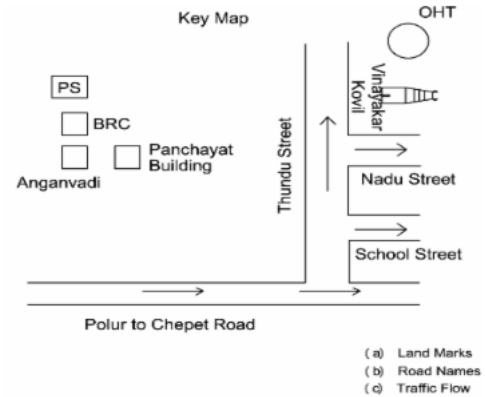 Key Map
OHT
PS
BRC
Panchayat
Building
Anganvadi
Thundu Street
Vinayakar
Kovil
Nadu Street
School Street
Polur to Chepet Road
(a) Land Marks
(b) Road Names
(c) Traffic Flow